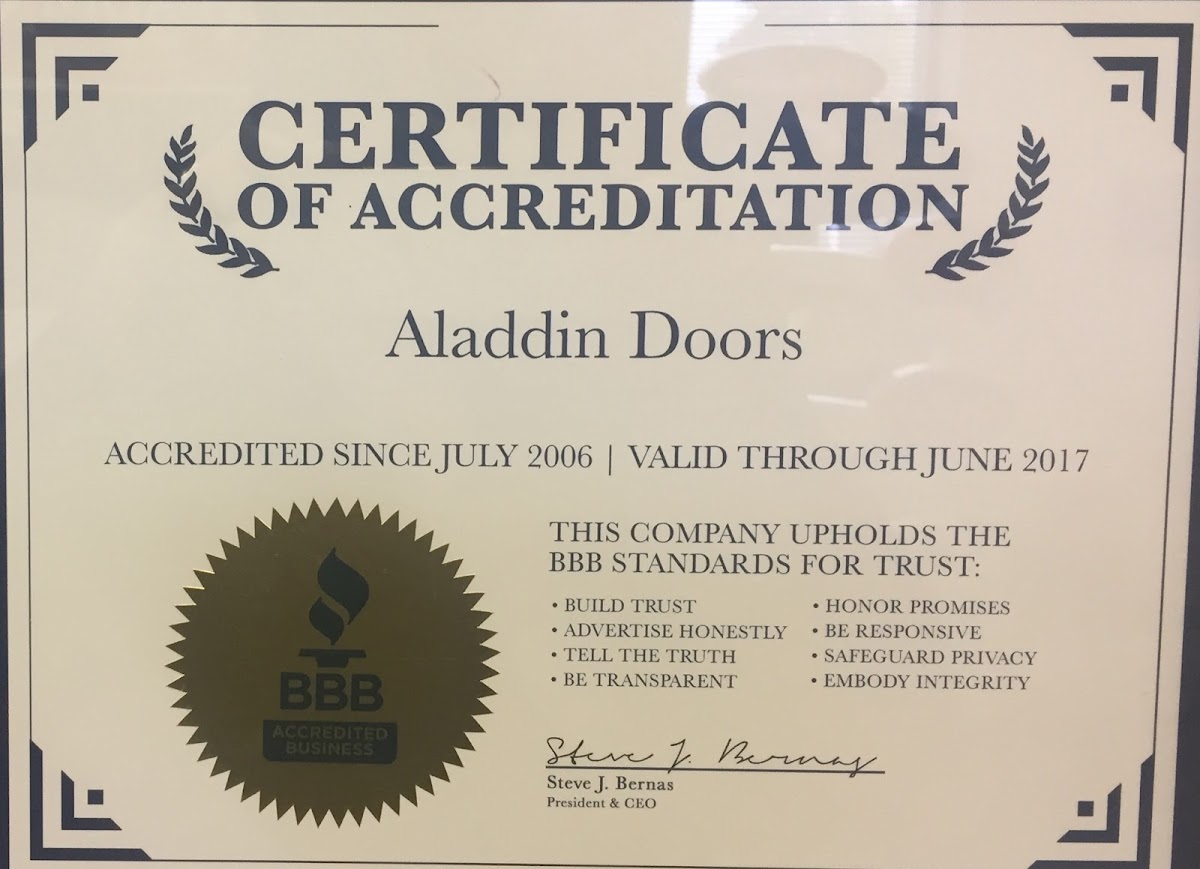 CERTIFICATE
OF ACCREDITATION
Aladdin Doors
ACCREDITED SINCE JULY 2006 | VALID THROUGH JUNE 2017
BBB
ACCREDITED
BUSINESS
THIS COMPANY UPHOLDS THE
BBB STANDARDS FOR TRUST:
• BUILD TRUST
• ADVERTISE HONESTLY
• TELL THE TRUTH
• BE TRANSPARENT
• HONOR PROMISES
• BE RESPONSIVE
• SAFEGUARD PRIVACY
• EMBODY INTEGRITY
Steve J. Bernas
Steve J. Bernas
President & CEO